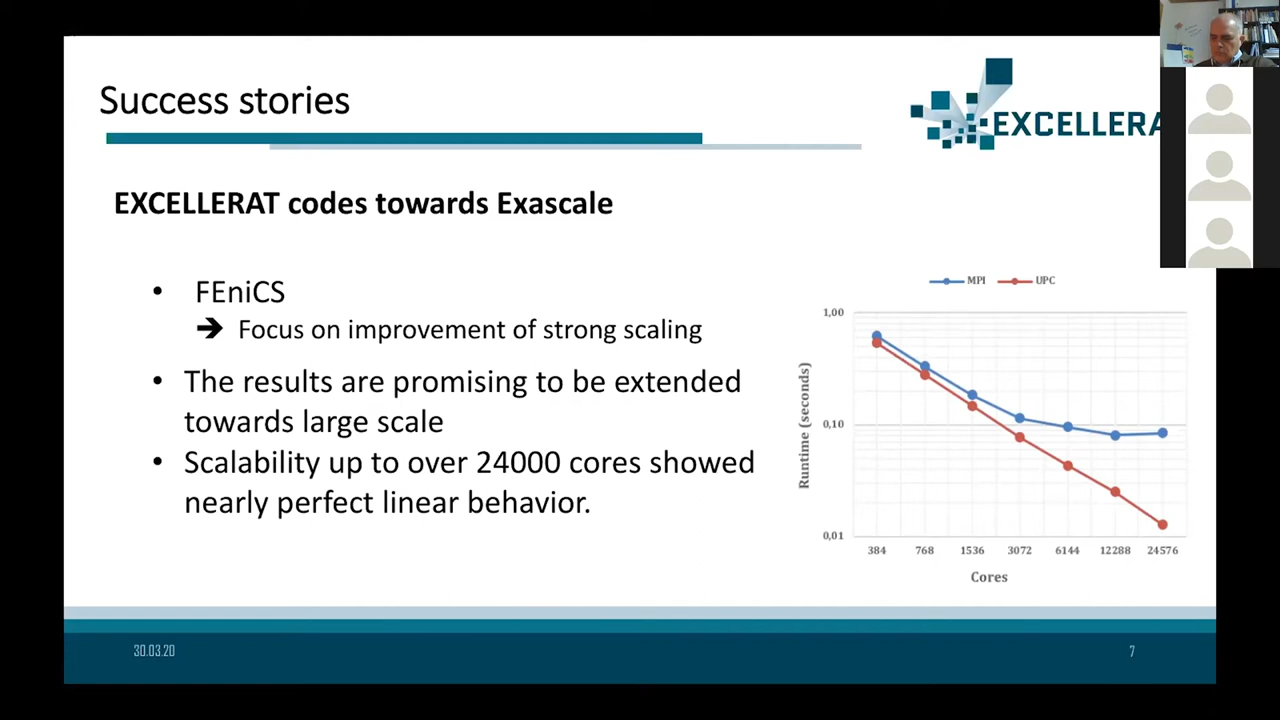 Success stories
EXCELLERA
EXCELLERAT codes towards Exascale
• FEniCS
➔ Focus on improvement of strong scaling
• The results are promising to be extended
towards large scale
• Scalability up to over 24000 cores showed
nearly perfect linear behavior.
MPI UPC
1,00
0,10
0,01
Runtime (seconds)
384 768 1536 3072 6144 12288 24576
Cores
30.03.20
7